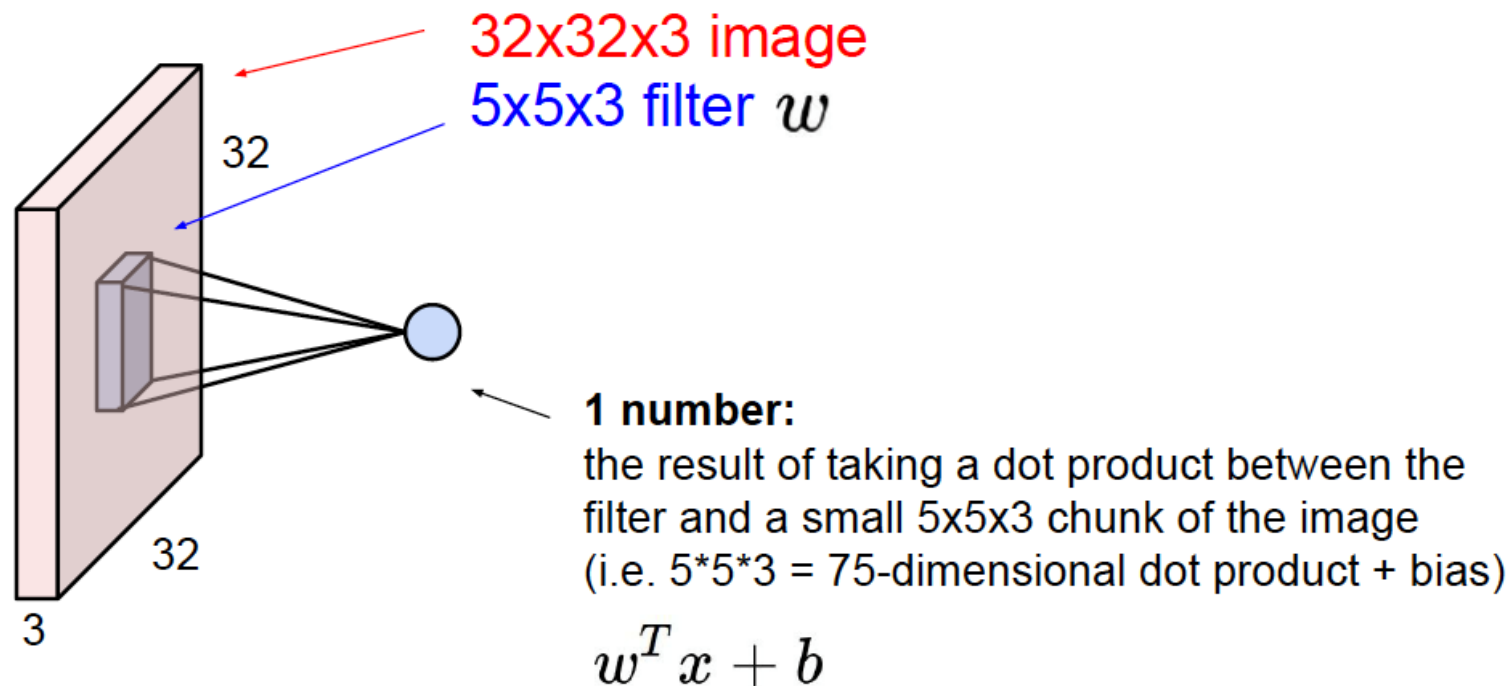 32x32x3 image
5x5x3 filter w
32
32
3
1 number:
the result of taking a dot product between the
filter and a small 5x5x3 chunk of the image
(i.e. 5*5*3 = 75-dimensional dot product + bias)
w^T x + b